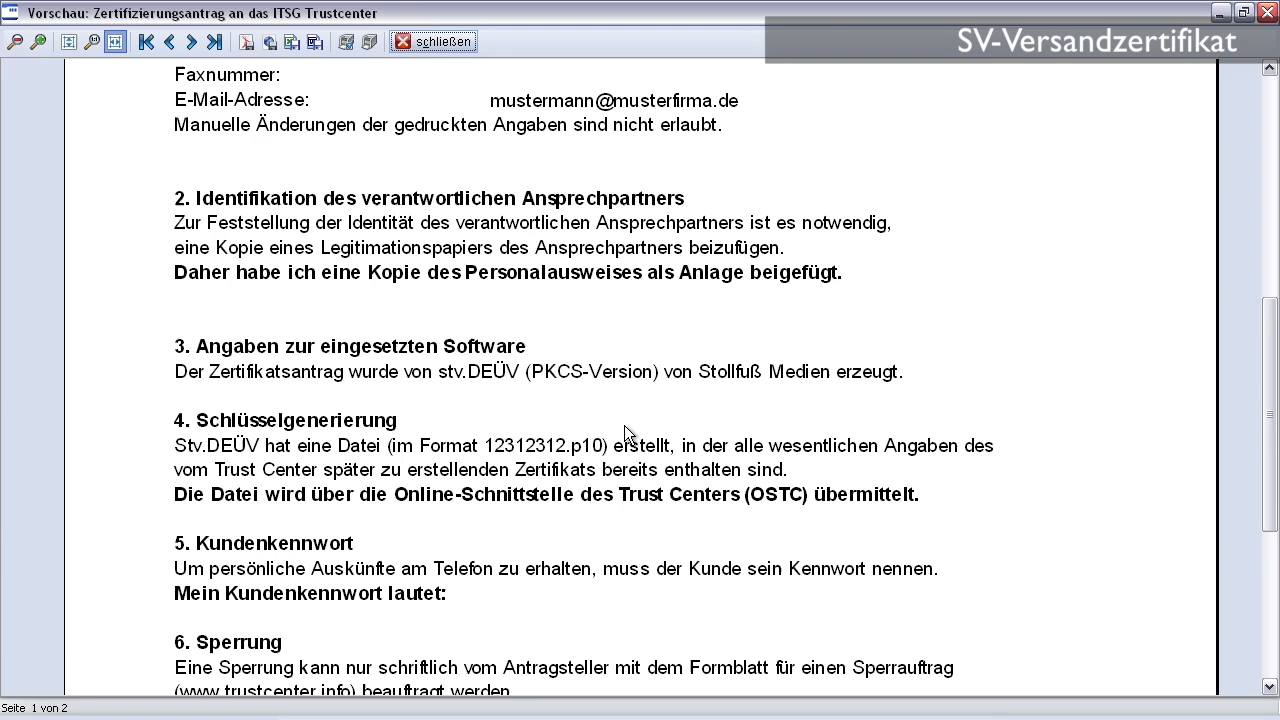 Vorschau: Zertifizierungsantrag an das ITSG Trustcenter
schließen
SV-Versandzertifikat
Faxnummer:
E-Mail-Adresse: mustermann@musterfirma.de
Manuelle Änderungen der gedruckten Angaben sind nicht erlaubt.
2. Identifikation des verantwortlichen Ansprechpartners
Zur Feststellung der Identität des verantwortlichen Ansprechpartners ist es notwendig,
eine Kopie eines Legitimationspapiers des Ansprechpartners beizufügen.
Daher habe ich eine Kopie des Personalausweises als Anlage beigefügt.
3. Angaben zur eingesetzten Software
Der Zertifikatsantrag wurde von stv.DEÜV (PKCS-Version) von Stollfuß Medien erzeugt.
4. Schlüsselgenerierung
Stv.DEÜV hat eine Datei (im Format 12312312.p10) erstellt, in der alle wesentlichen Angaben des
vom Trust Center später zu erstellenden Zertifikats bereits enthalten sind.
Die Datei wird über die Online-Schnittstelle des Trust Centers (OSTC) übermittelt.
5. Kundenkennwort
Um persönliche Auskünfte am Telefon zu erhalten, muss der Kunde sein Kennwort nennen.
Mein Kundenkennwort lautet:
6. Sperrung
Eine Sperrung kann nur schriftlich vom Antragsteller mit dem Formblatt für einen Sperrauftrag
(www.trustcenter.info) beauftragt werden
Seite 1 von 2